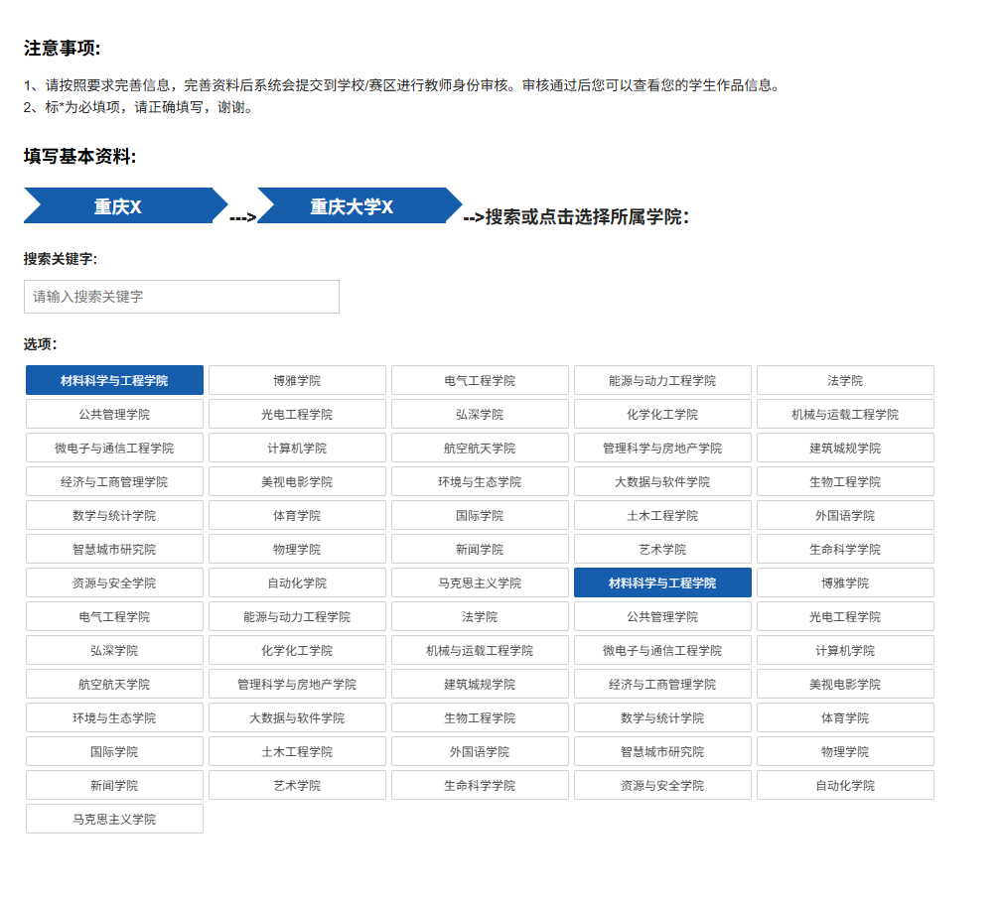 注意事项:
1、请按照要求完善信息，完善资料后系统会提交到学校/赛区进行教师身份审核。审核通过后您可以查看您的学生作品信息。
2、标*为必填项，请正确填写，谢谢。
填写基本资料:
重庆X --->重庆大学X -->搜索或点击选择所属学院：
搜索关键字:
请输入搜索关键字
选项：
材料科学与工程学院 博雅学院 电气工程学院 能源与动力工程学院 法学院
公共管理学院 光电工程学院 弘深学院 化学化工学院 机械与运载工程学院
微电子与通信工程学院 计算机学院 航空航天学院 管理科学与房地产学院 建筑城规学院
经济与工商管理学院 美视电影学院 环境与生态学院 大数据与软件学院 生物工程学院
数学与统计学院 体育学院 国际学院 土木工程学院 外国语学院
智慧城市研究院 物理学院 新闻学院 艺术学院 生命科学学院
资源与安全学院 自动化学院 马克思主义学院 材料科学与工程学院 博雅学院
电气工程学院 能源与动力工程学院 法学院 公共管理学院 光电工程学院
弘深学院 化学化工学院 机械与运载工程学院 微电子与通信工程学院 计算机学院
航空航天学院 管理科学与房地产学院 建筑城规学院 经济与工商管理学院 美视电影学院
环境与生态学院 大数据与软件学院 生物工程学院 数学与统计学院 体育学院
国际学院 土木工程学院 外国语学院 智慧城市研究院 物理学院
新闻学院 艺术学院 生命科学学院 资源与安全学院 自动化学院
马克思主义学院